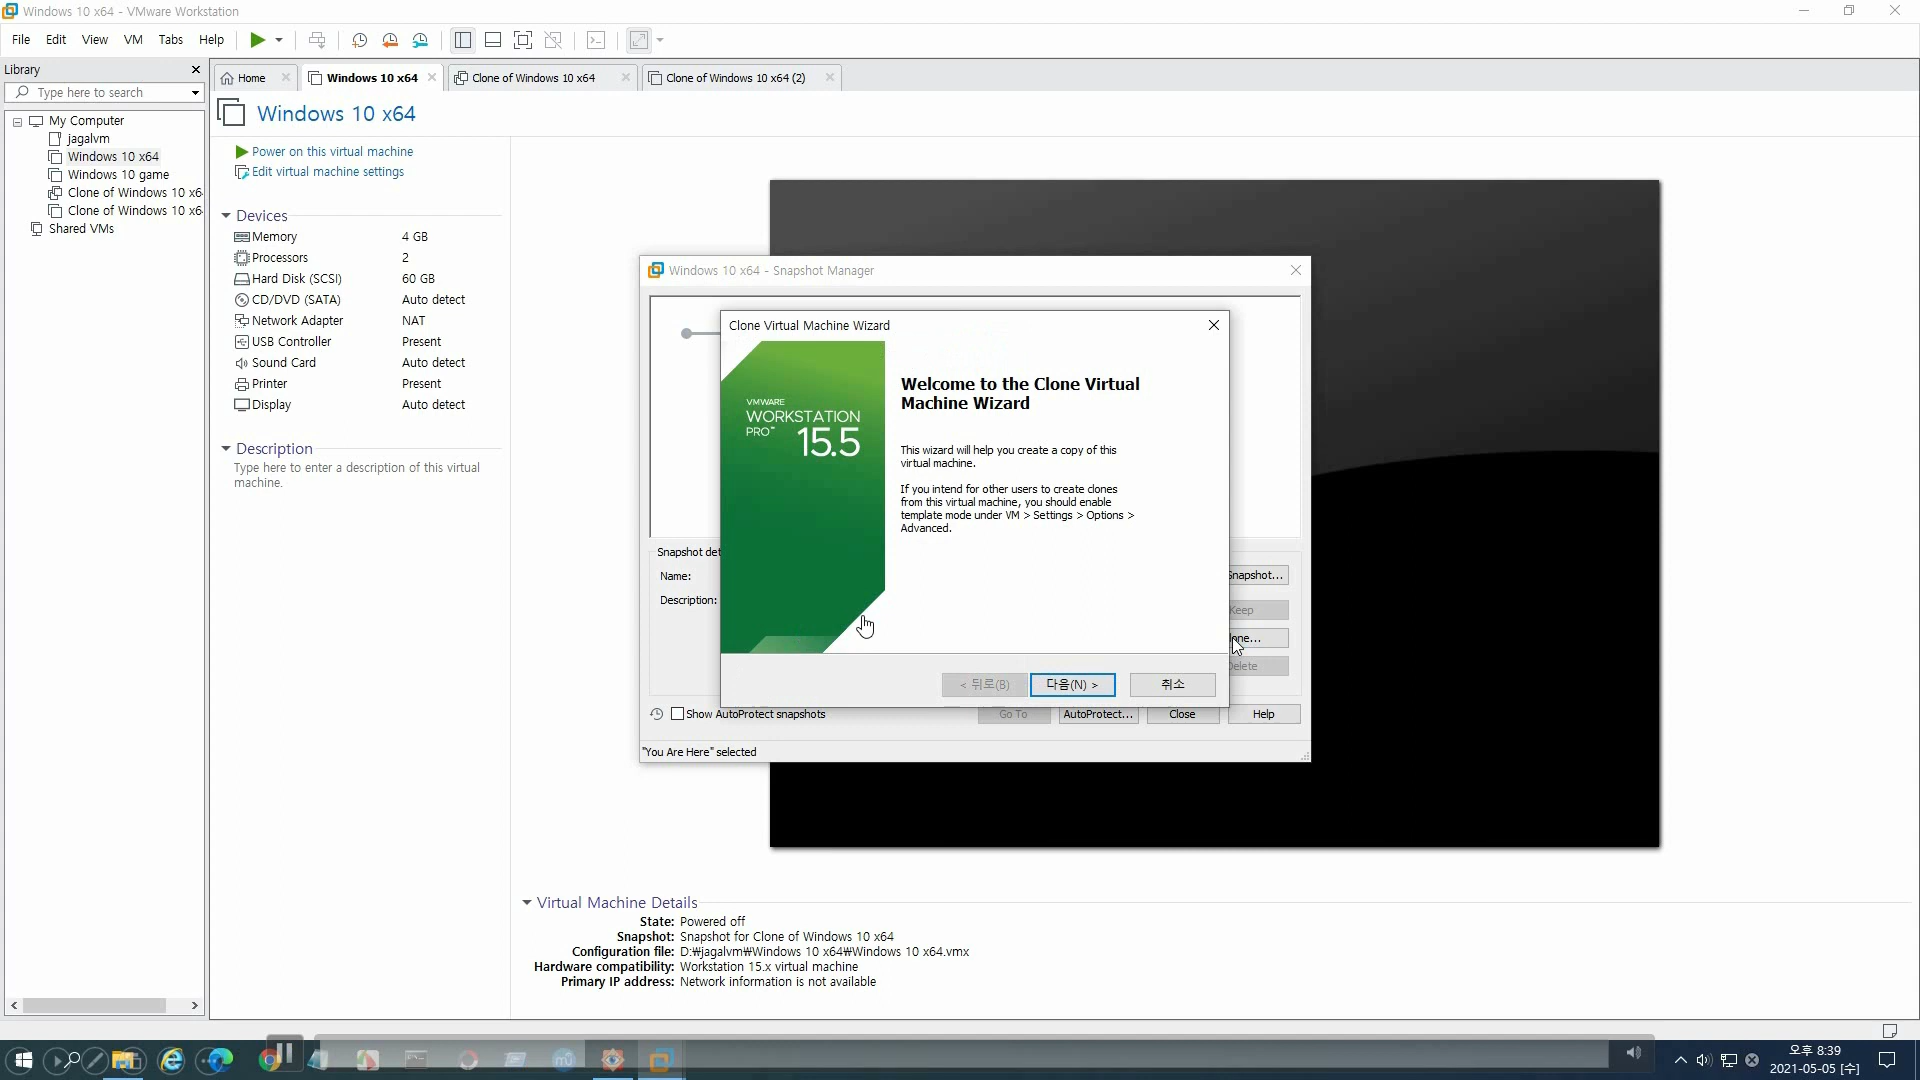 Windows 10 x64 - VMware Workstation
File Edit View VM Tabs Help
Library
Type here to search
My Computer
jagalvm
Windows 10 x64
Windows 10 game
Clone of Windows 10 x6
Clone of Windows 10 x6
Shared VMs
Home
Windows 10 x64
Clone of Windows 10 x64
Clone of Windows 10 x64 (2)
Windows 10 x64
Power on this virtual machine
Edit virtual machine settings
Devices
Memory 4 GB
Processors 2
Hard Disk (SCSI) 60 GB
CD/DVD (SATA) Auto detect
Network Adapter NAT
USB Controller Present
Sound Card Auto detect
Printer Present
Display Auto detect
Description
Type here to enter a description of this virtual
machine.
Windows 10 x64 - Snapshot Manager
Clone Virtual Machine Wizard
VMWARE
WORKSTATION
PRO™ 15.5
Welcome to the Clone Virtual
Machine Wizard
This wizard will help you create a copy of this
virtual machine.
If you intend for other users to create clones
from this virtual machine, you should enable
template mode under VM > Settings > Options >
Advanced.
< 뒤로(B) 다음(N) > 취소
Snapshot det
Name:
Description:
Snapshot...
Keep
one...
Delete
Show AutoProtect snapshots
Go To AutoProtect... Close Help
"You Are Here" selected
Virtual Machine Details
State: Powered off
Snapshot: Snapshot for Clone of Windows 10 x64
Configuration file: D:₩jagalvm₩Windows 10 x64₩Windows 10 x64.vmx
Hardware compatibility: Workstation 15.x virtual machine
Primary IP address: Network information is not available
오후 8:39
2021-05-05 [수]